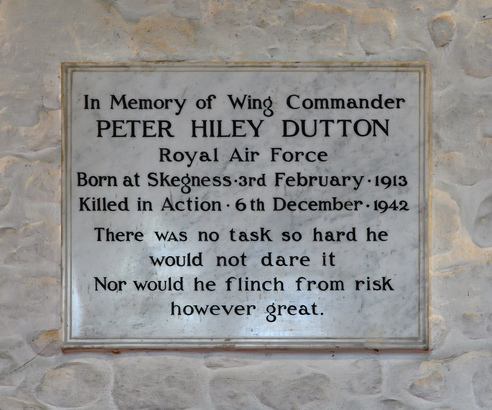 In Memory of Wing Commander
PETER HILEY DUTTON
Royal Air Force
Born at Skegness·3rd February·1913
Killed in Action·6th December·1942
There was no task so hard he
would not dare it
Nor would he flinch from risk
however great.